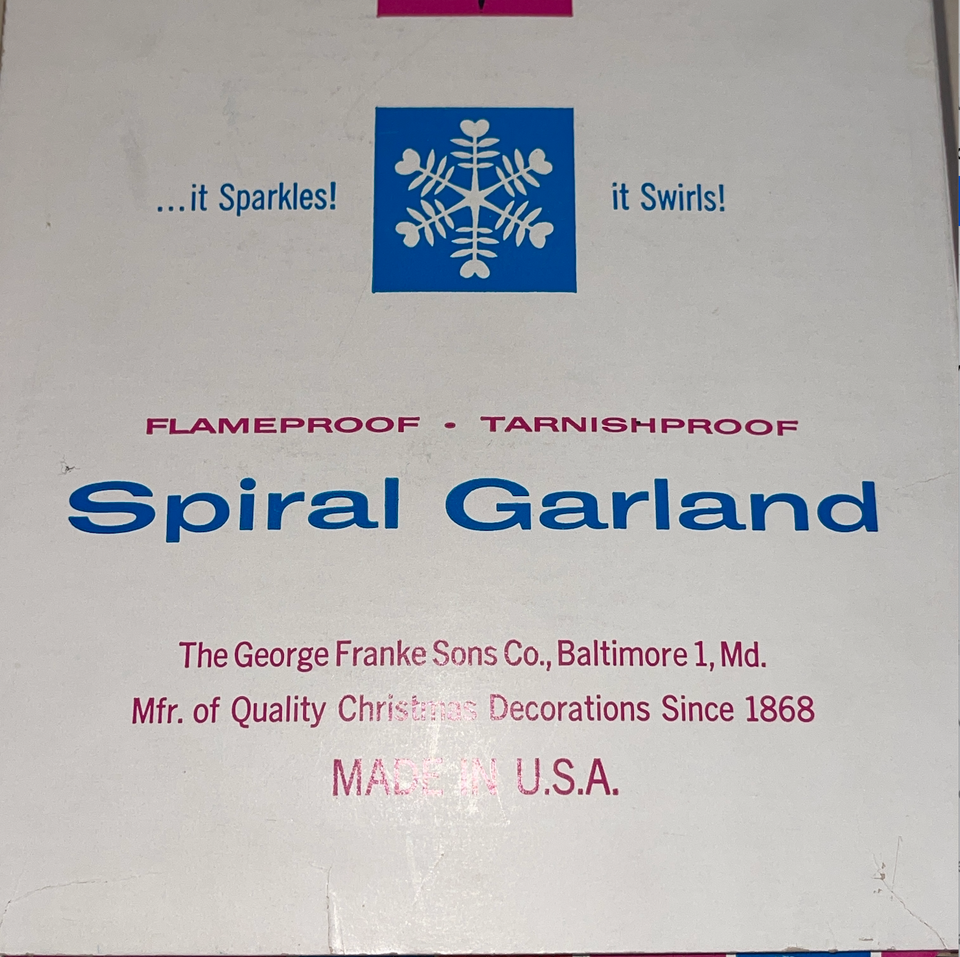 ...it Sparkles! it Swirls!
FLAMEPROOF • TARNISHPROOF
Spiral Garland
The George Franke Sons Co., Baltimore 1, Md.
Mfr. of Quality Christmas Decorations Since 1868
MADE IN U.S.A.